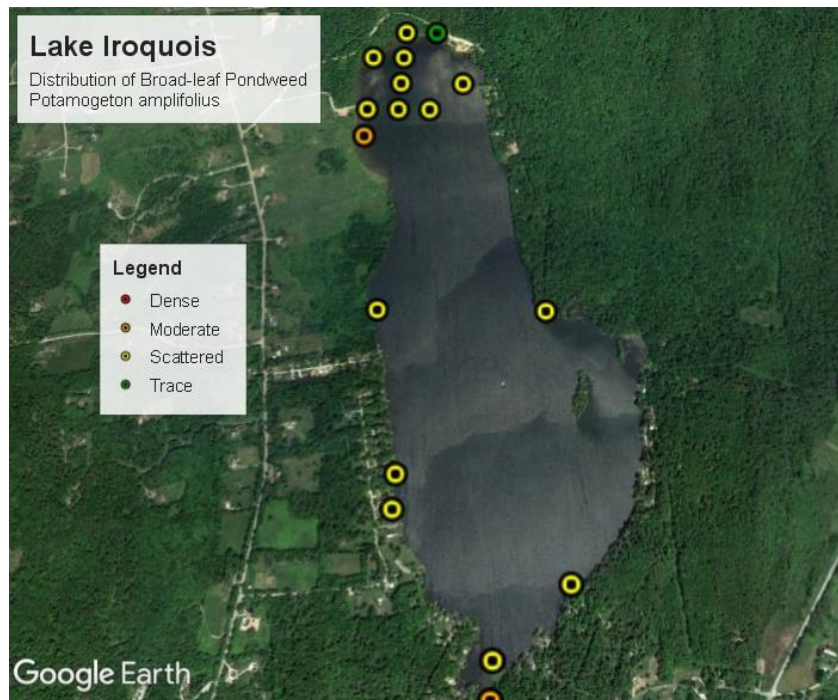 Lake Iroquois
Distribution of Broad-leaf Pondweed
Potamogeton amplifolius
Legend
Dense
Moderate
Scattered
Trace
Google Earth